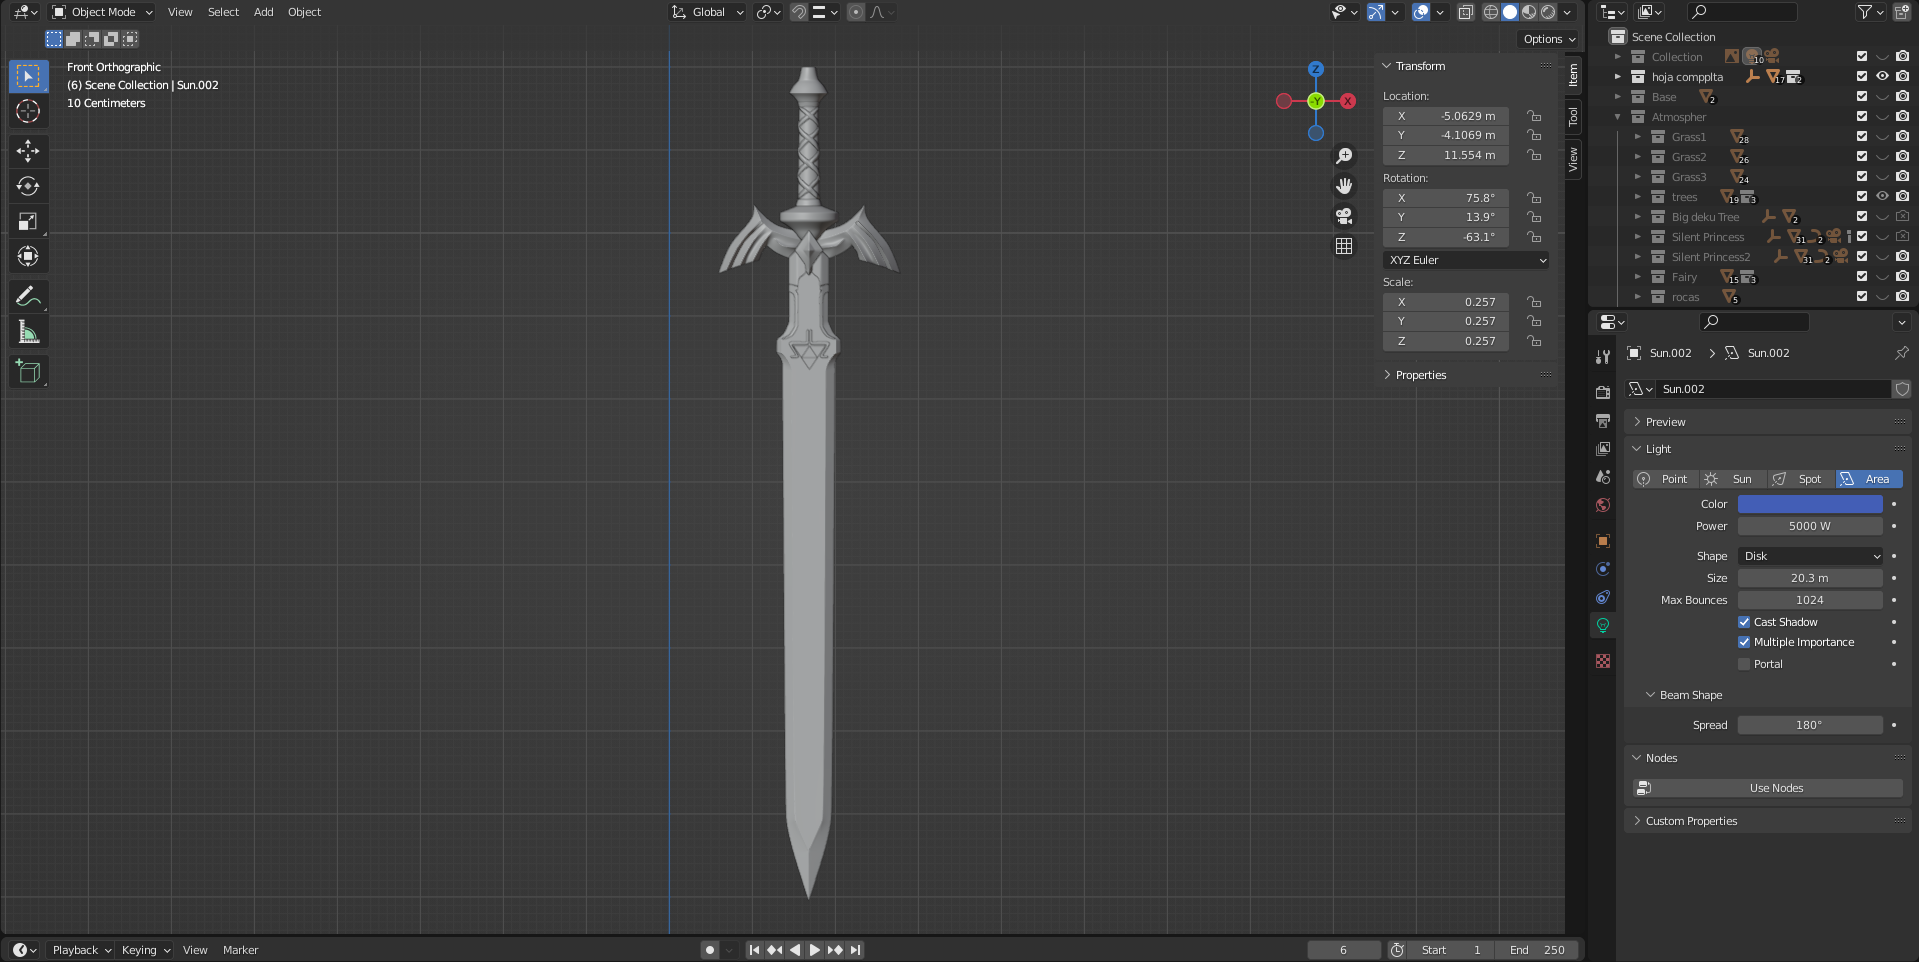 Object Mode View Select Add Object Global
Options
Front Orthographic
(6) Scene Collection | Sun.002
10 Centimeters
Z
-Y
X
Item
Tool
View
Transform
Location:
X -5.0629 m
Y -4.1069 m
Z 11.554 m
Rotation:
X 75.8°
Y 13.9°
Z -63.1°
XYZ Euler
Scale:
X 0.257
Y 0.257
Z 0.257
Properties
Scene Collection
Collection 10
hoja compplta 17 2
Base 2
Atmospher
Grass1 28
Grass2 26
Grass3 24
trees 19 3
Big deku Tree 2
Silent Princess 31 2
Silent Princess2 31 2
Fairy 15 3
rocas 5
Sun.002 Sun.002
Sun.002
Preview
Light
Point Sun Spot Area
Color
Power 5000 W
Shape Disk
Size 20.3 m
Max Bounces 1024
Cast Shadow
Multiple Importance
Portal
Beam Shape
Spread 180°
Nodes
Use Nodes
Custom Properties
Playback Keying View Marker 6 Start 1 End 250